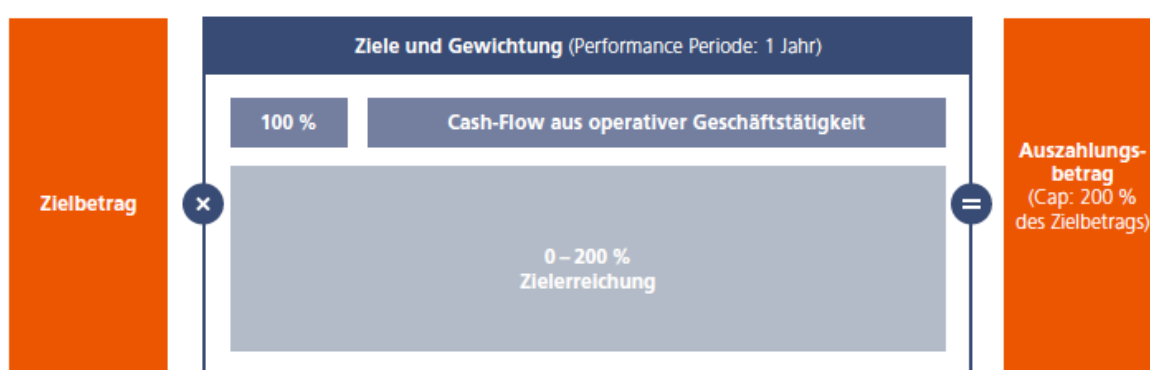 Ziele und Gewichtung (Performance Periode: 1 Jahr)
100 %
Cash-Flow aus operativer Geschäftstätigkeit
Zielbetrag
×
0 – 200 %
Zielerreichung
=
Auszahlungs-
betrag
(Cap: 200 %
des Zielbetrags)